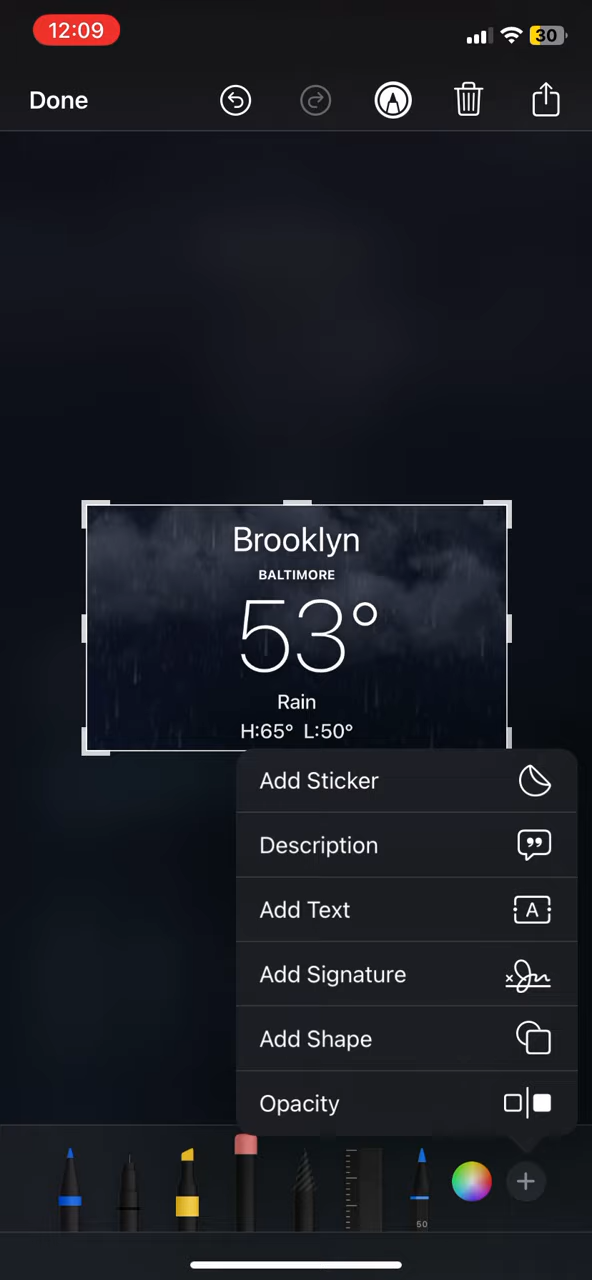 12:09
30
Done
Brooklyn
BALTIMORE
53°
Rain
H:65° L:50°
Add Sticker
Description
Add Text
A
Add Signature
Add Shape
Opacity
50